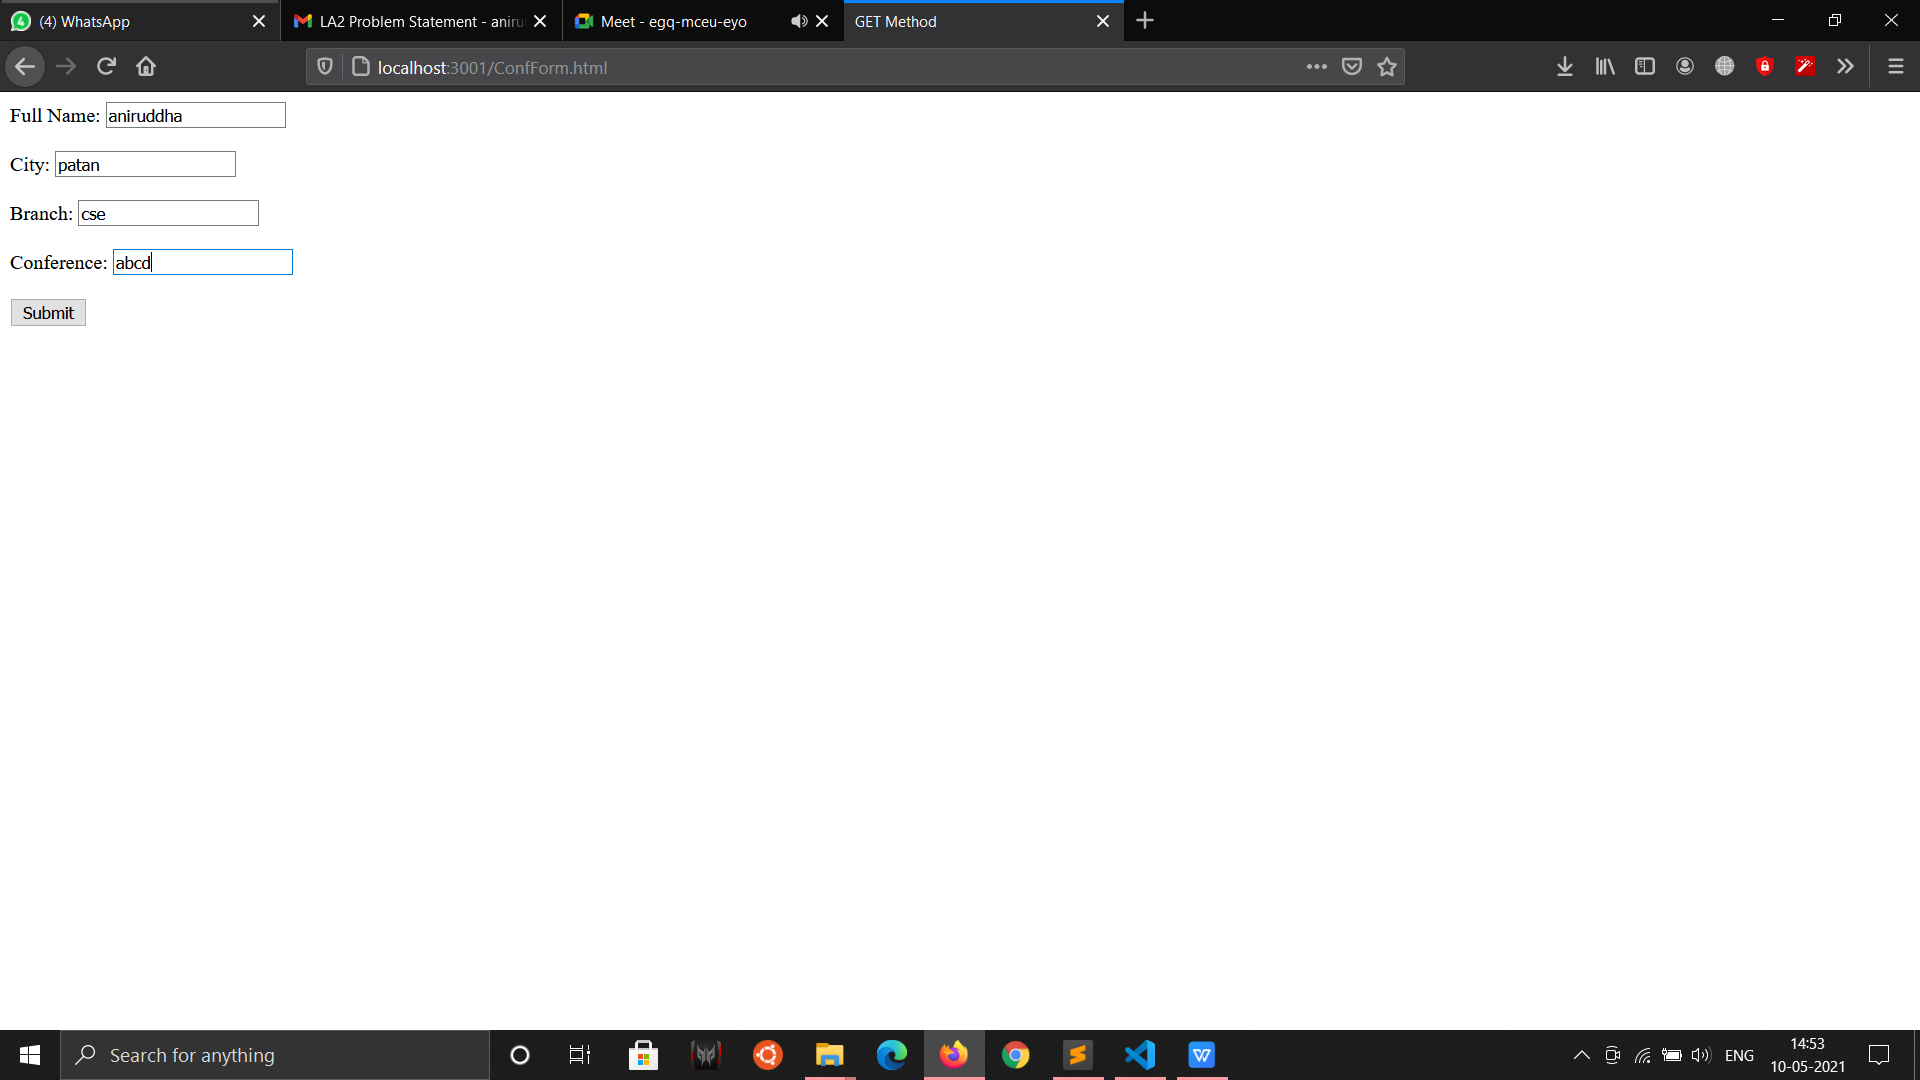 (4) WhatsApp
LA2 Problem Statement - aniru
Meet - egq-mceu-eyo
GET Method
localhost:3001/ConfForm.html
Full Name: aniruddha
City: patan
Branch: cse
Conference: abcd
Submit
Search for anything
ENG
14:53
10-05-2021